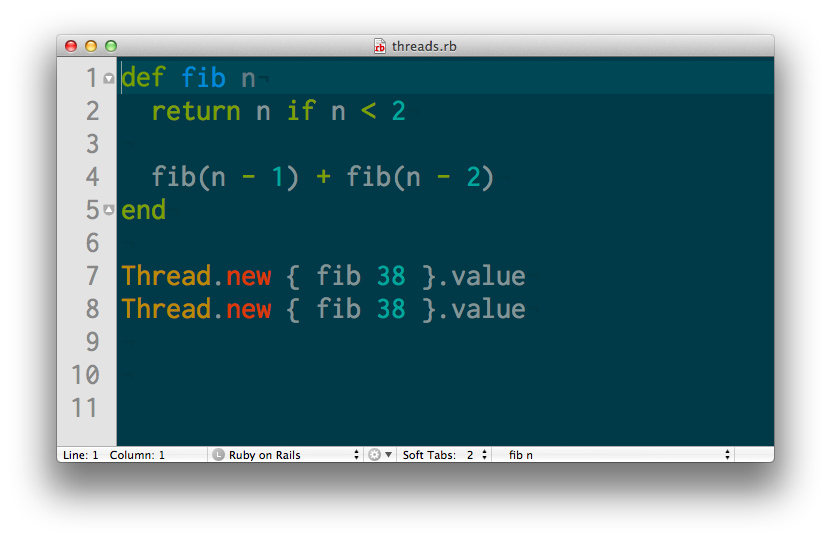 threads.rb
1 def fib n¬
2   return n if n < 2
3
4   fib(n - 1) + fib(n - 2)
5 end
6
7 Thread.new { fib 38 }.value
8 Thread.new { fib 38 }.value
9
10
11
Line: 1 Column: 1 L Ruby on Rails Soft Tabs: 2 fib n